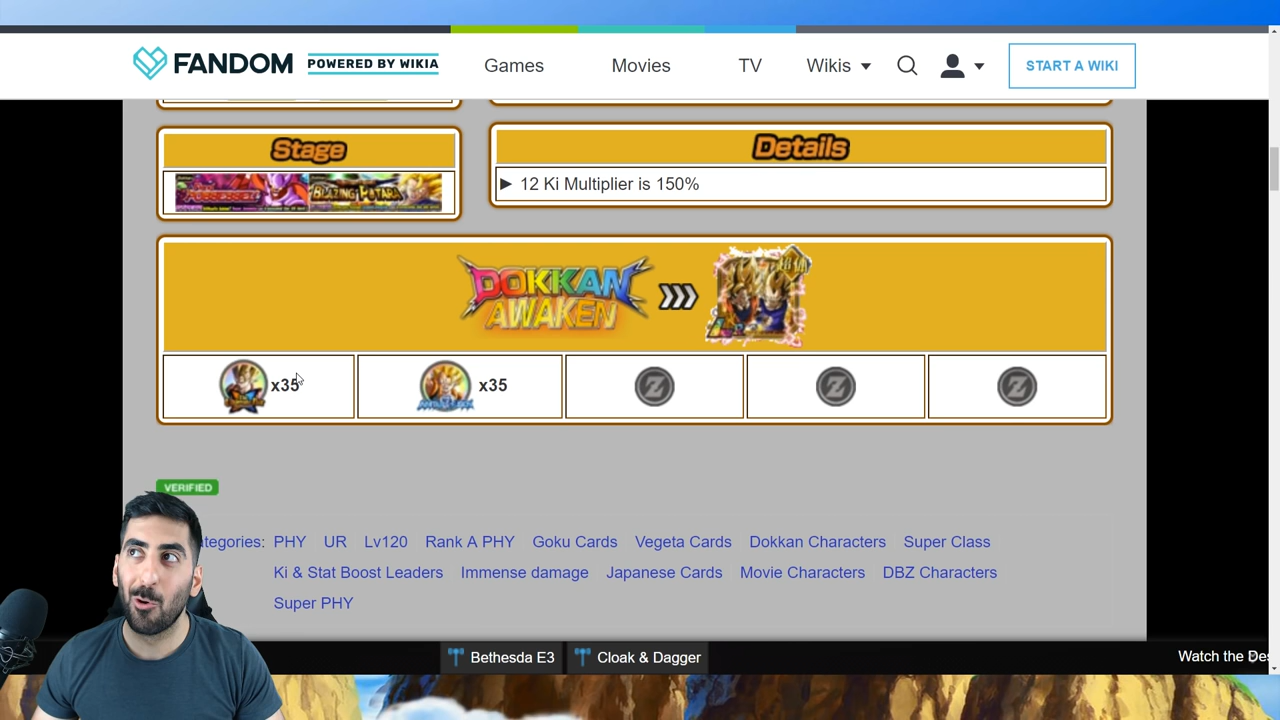 FANDOM
POWERED BY WIKIA
Games
Movies
TV
Wikis
START A WIKI
Stage
Details
BLAZING POTARA
► 12 Ki Multiplier is 150%
DOKKAN
AWAKEN
x35
x35
VERIFIED
PHY UR Lv120 Rank A PHY Goku Cards Vegeta Cards Dokkan Characters Super Class
Ki & Stat Boost Leaders Immense damage Japanese Cards Movie Characters DBZ Characters
Super PHY
Bethesda E3
Cloak & Dagger
Watch the